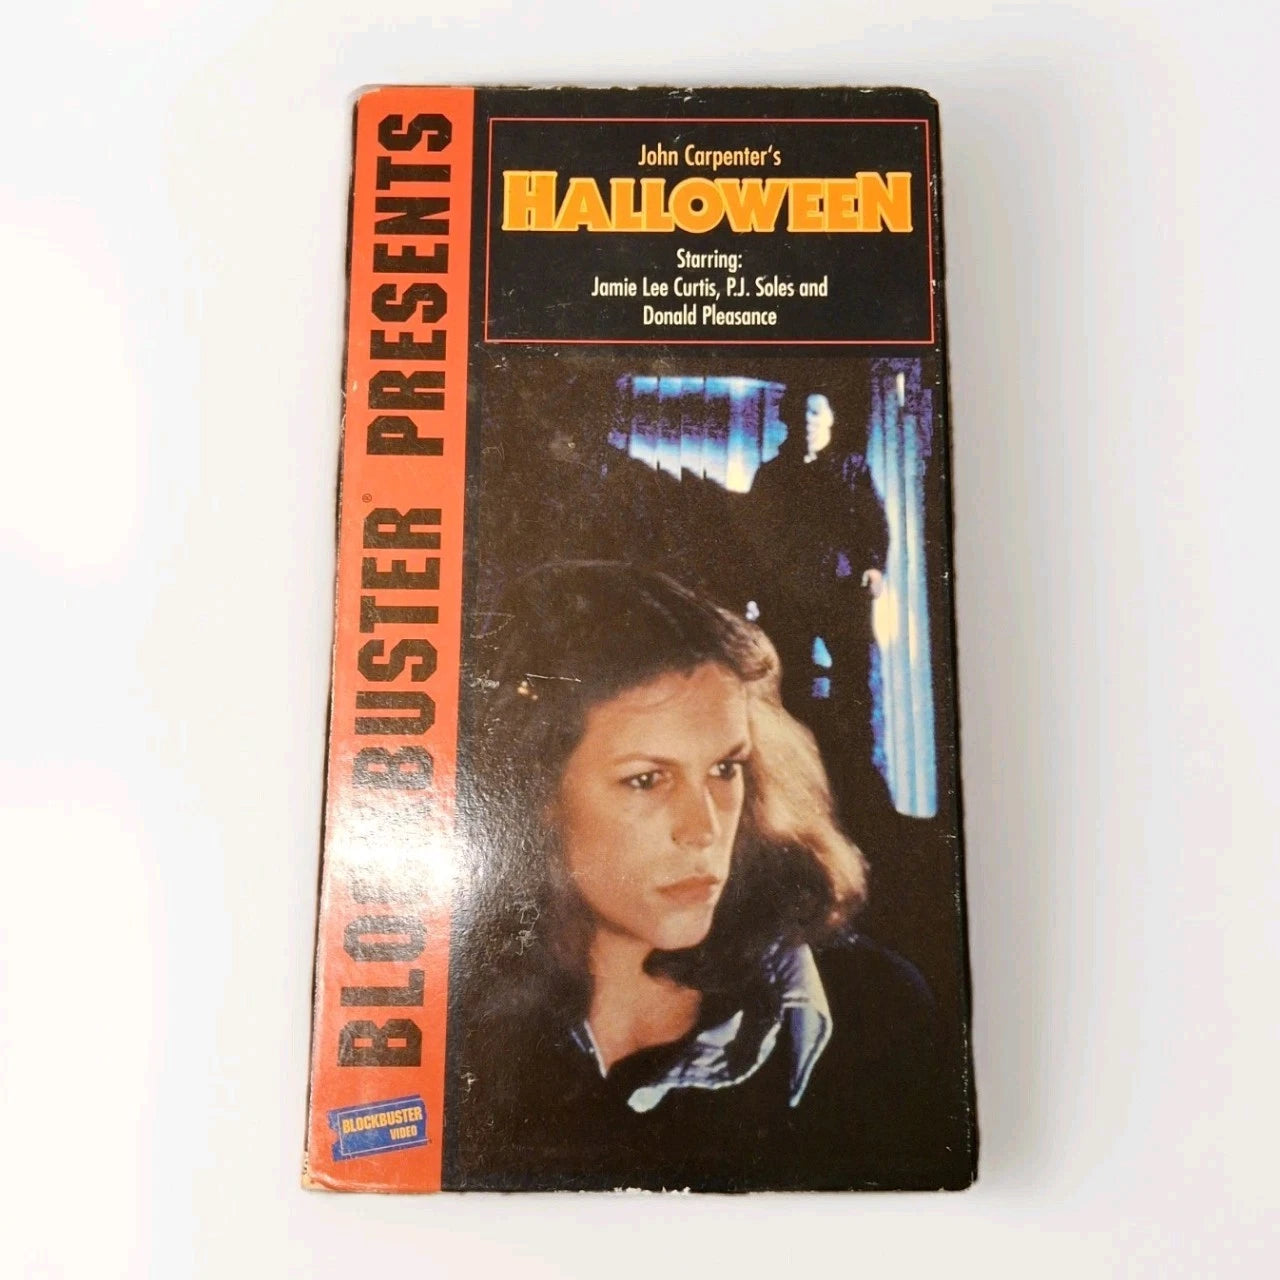 BLOCKBUSTER® PRESENTS
John Carpenter's
HALLOWEEN
Starring:
Jamie Lee Curtis, P.J. Soles and
Donald Pleasance
BLOCKBUSTER
VIDEO